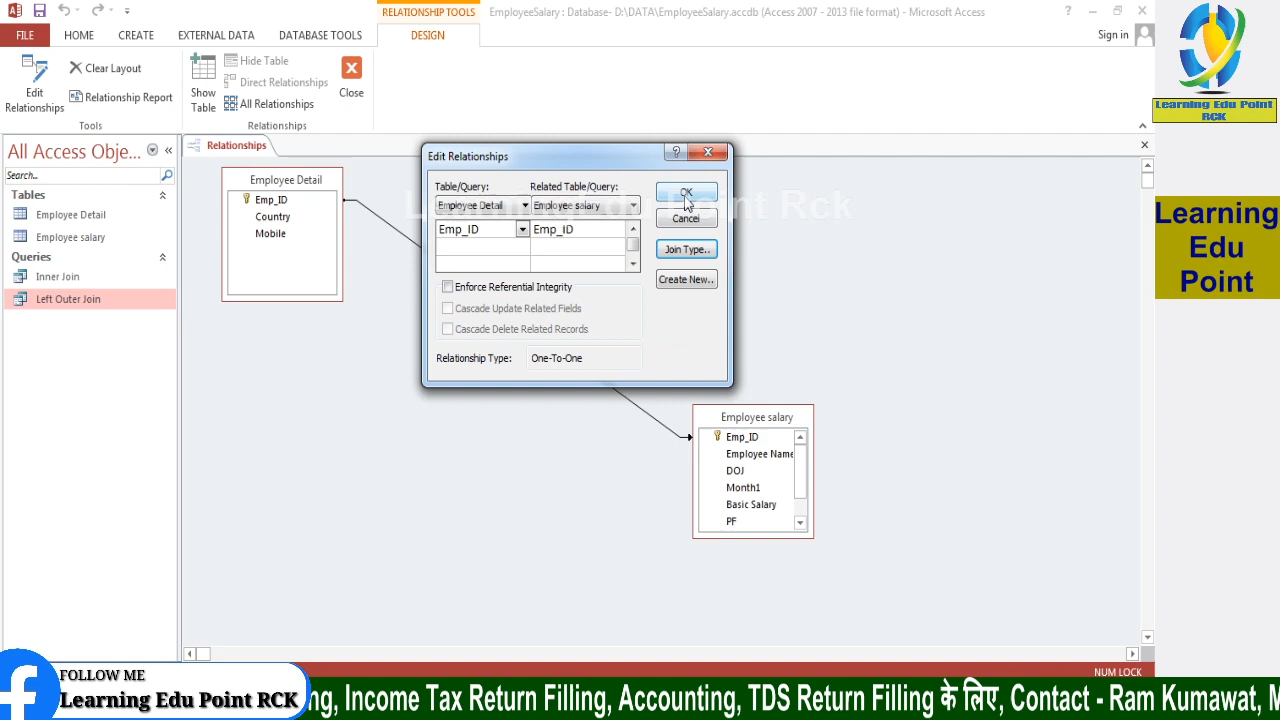 RELATIONSHIP TOOLS
EmployeeSalary : Database- D:\DATA\EmployeeSalary.accdb (Access 2007 - 2013 file format) - Microsoft Access
FILE
HOME
CREATE
EXTERNAL DATA
DATABASE TOOLS
DESIGN
Sign in
Edit
Relationships
Clear Layout
Relationship Report
Tools
Show
Table
Hide Table
Direct Relationships
All Relationships
Relationships
Close
All Access Obje...
Search..
Tables
Employee Detail
Employee salary
Queries
Inner Join
Left Outer Join
Relationships
Employee Detail
Emp_ID
Country
Mobile
Edit Relationships
Table/Query:
Related Table/Query:
Employee Detail
Employee salary
Emp_ID
Emp_ID
OK
Cancel
Join Type..
Create New..
Enforce Referential Integrity
Cascade Update Related Fields
Cascade Delete Related Records
Relationship Type:
One-To-One
Learning Edu Point Rck
Employee salary
Emp_ID
Employee Name
DOJ
Month1
Basic Salary
PF
Learning Edu Point
RCK
Learning
Edu
Point
NUM LOCK
FOLLOW ME
Learning Edu Point RCK
ng, Income Tax Return Filling, Accounting, TDS Return Filling के लिए, Contact - Ram Kumawat, M